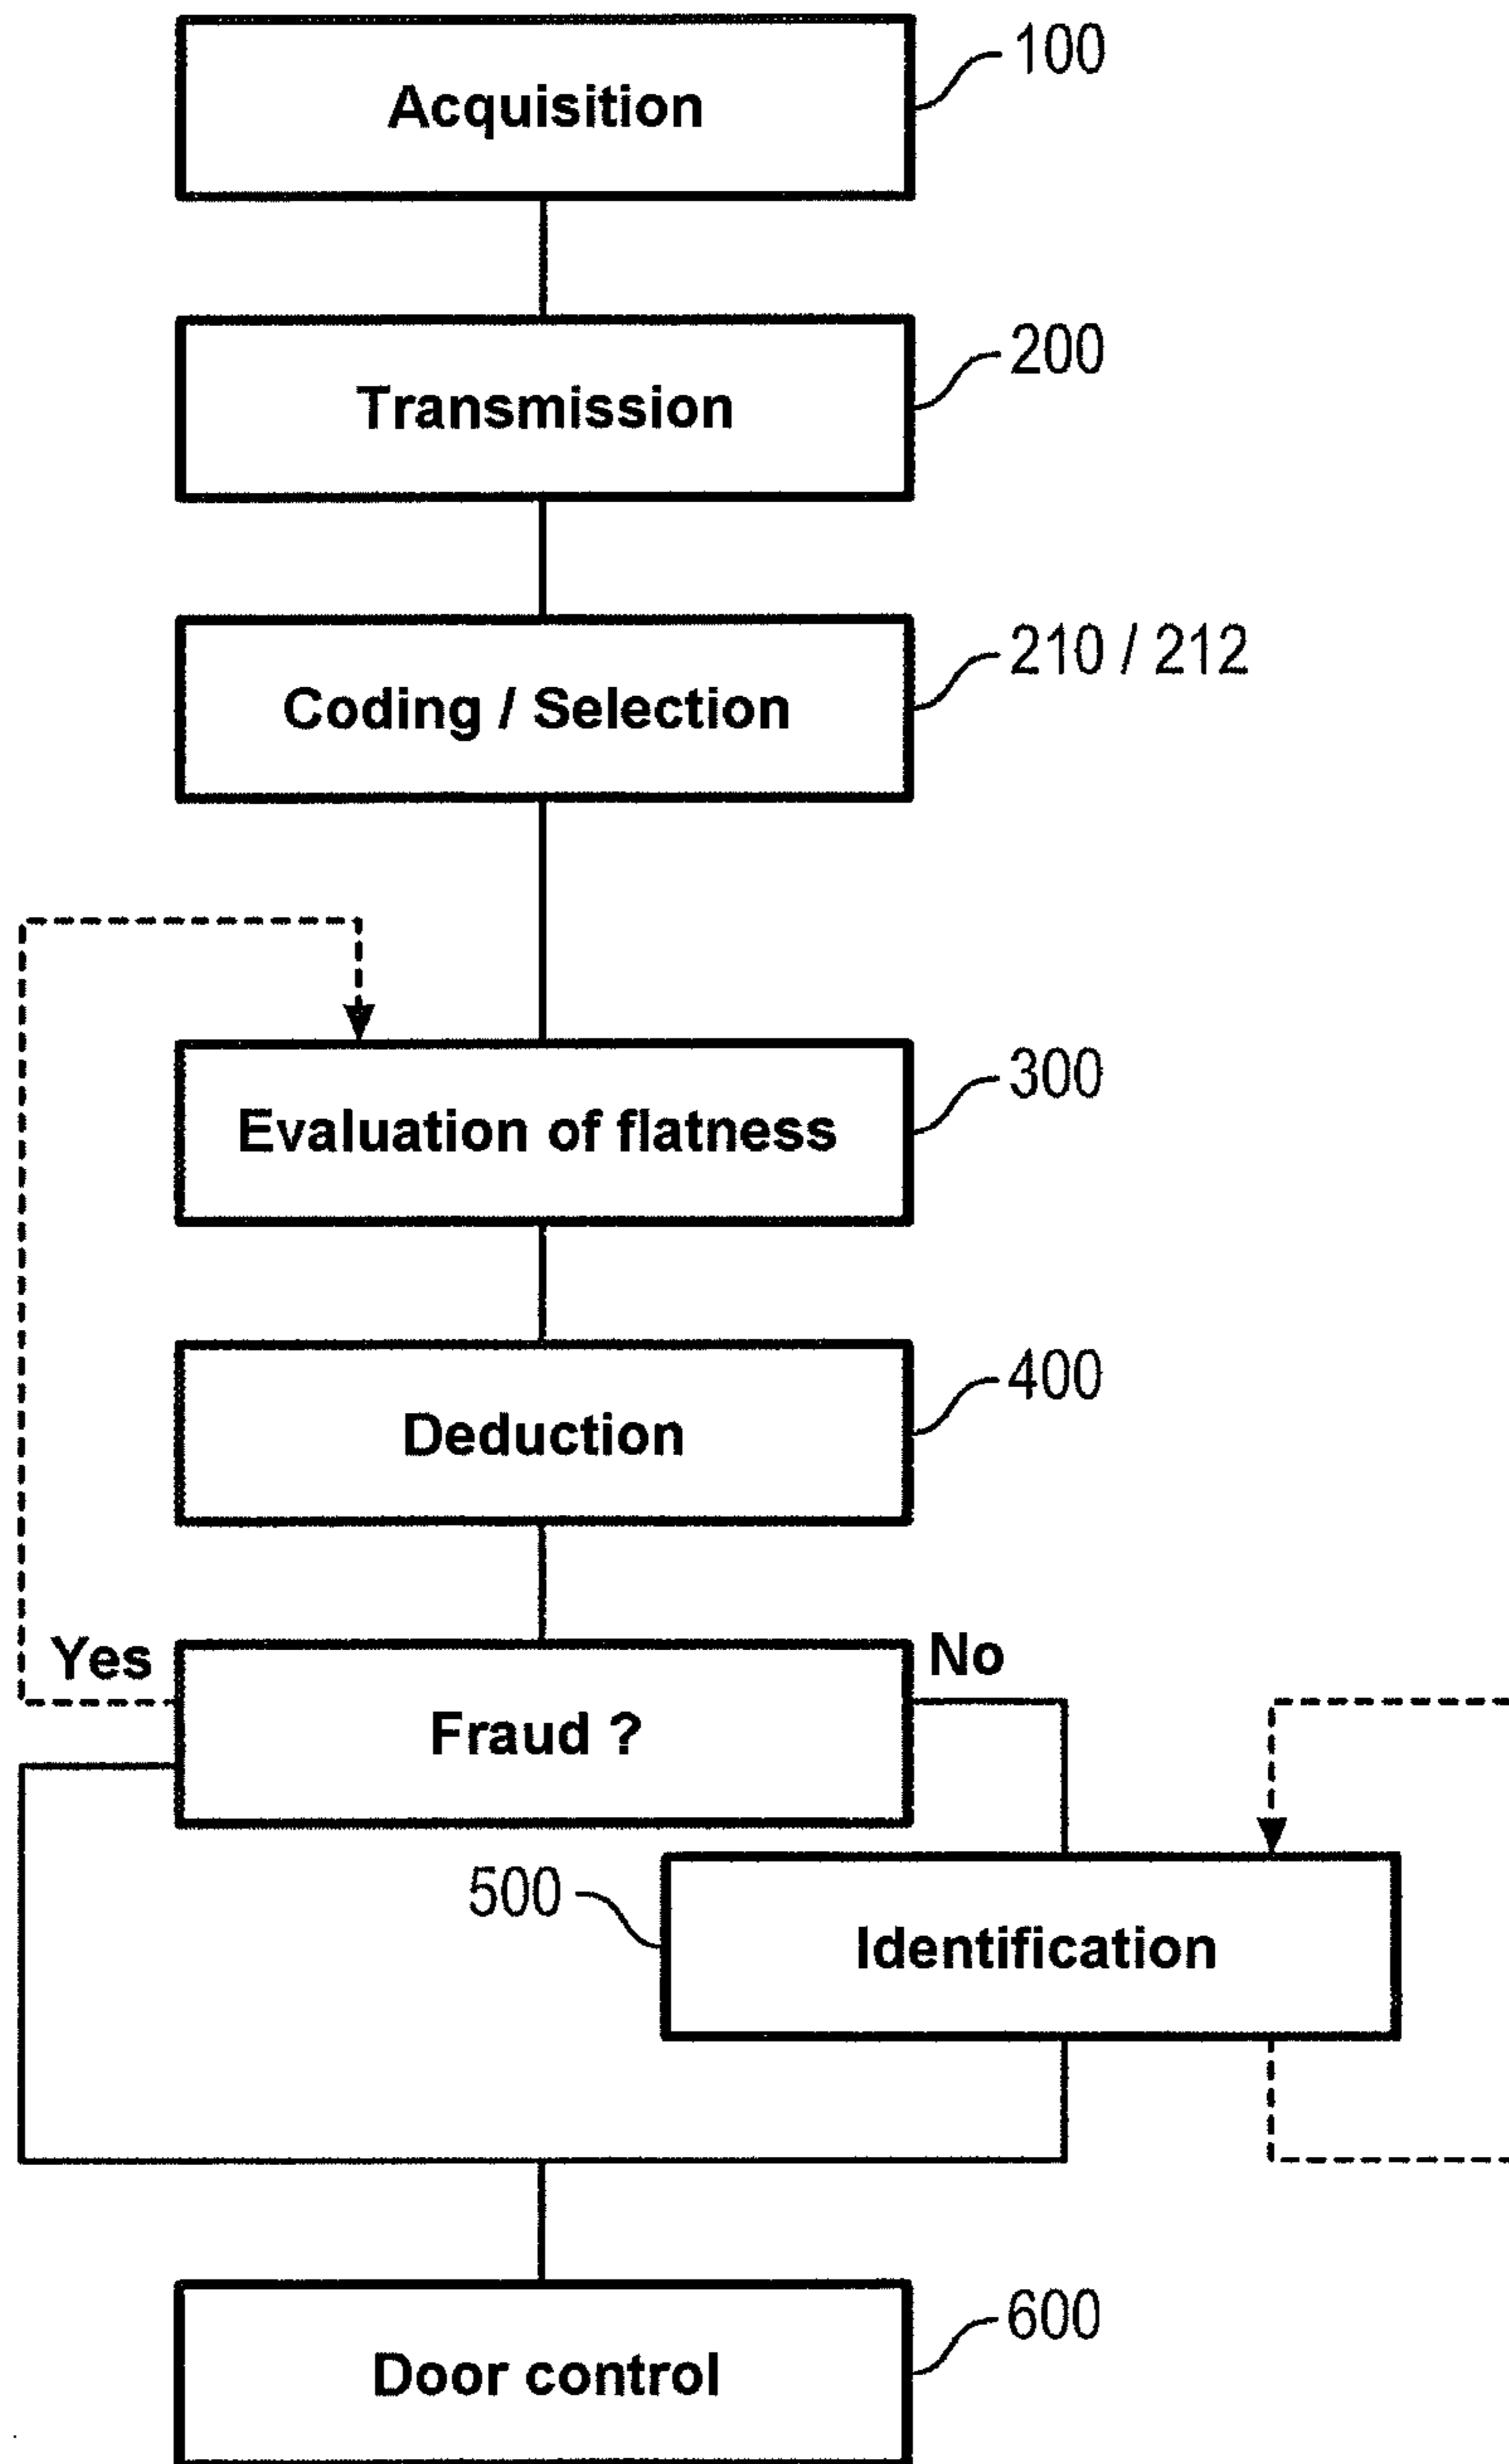 100
Acquisition
200
Transmission
210 / 212
Coding / Selection
300
Evaluation of flatness
400
Deduction
Yes
No
Fraud ?
500
Identification
600
Door control